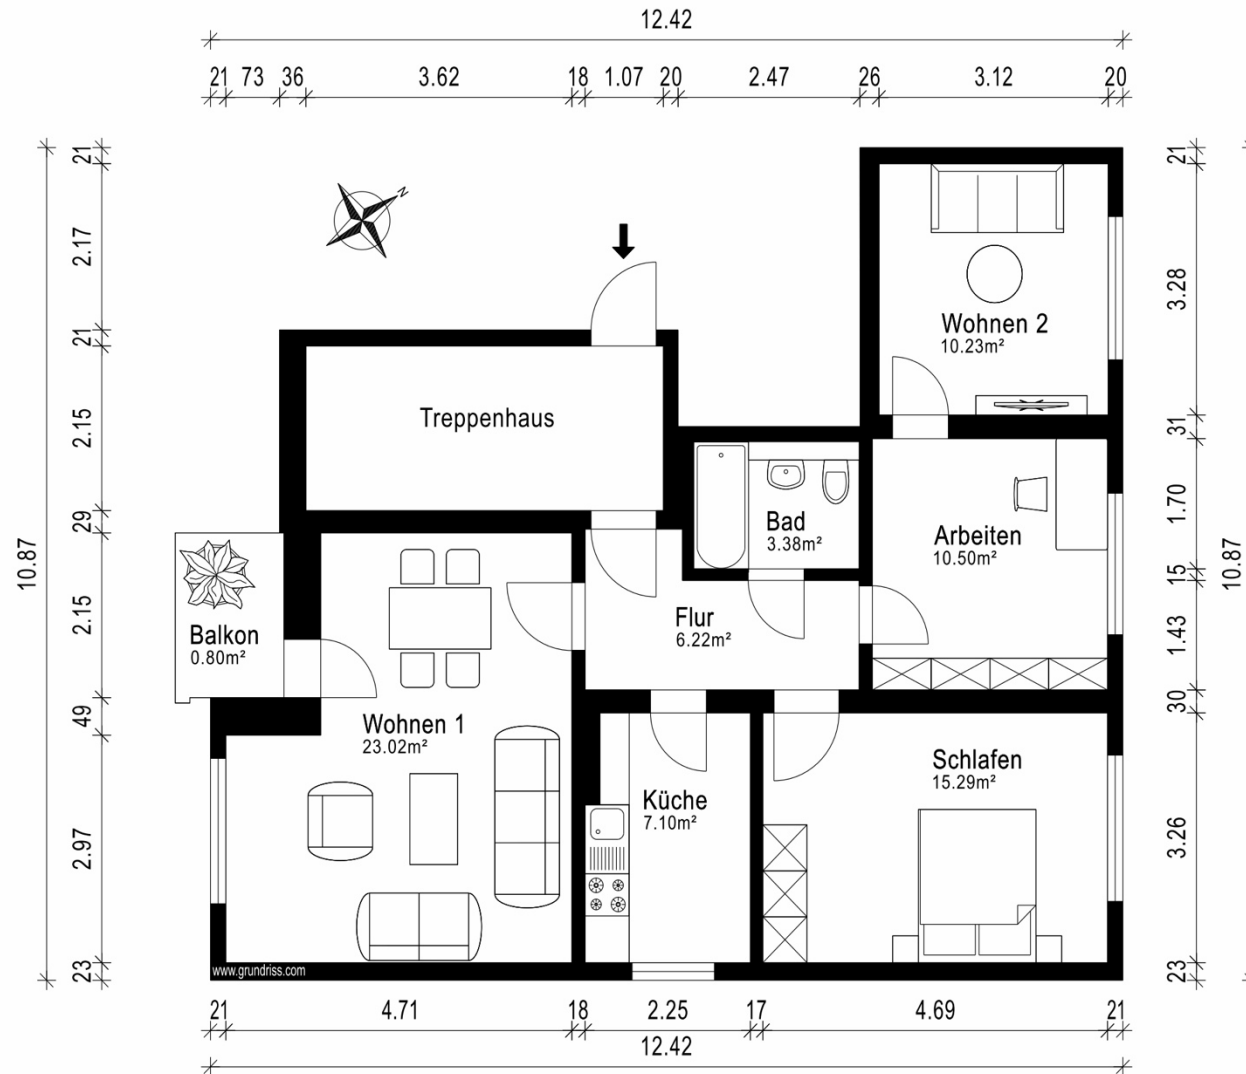 12.42
21 73 36 3.62 18 1.07 20 2.47 26 3.12 20
21
2.17
21
2.15
29
2.15
49
2.97
23
10.87
N
Wohnen 2
10.23m²
Treppenhaus
Bad
3.38m²
Arbeiten
10.50m²
Balkon
0.80m²
Flur
6.22m²
Wohnen 1
23.02m²
Küche
7.10m²
Schlafen
15.29m²
21
3.28
31
1.70
15
1.43
30
3.26
23
10.87
www.grundriss.com
21 4.71 18 2.25 17 4.69 21
12.42